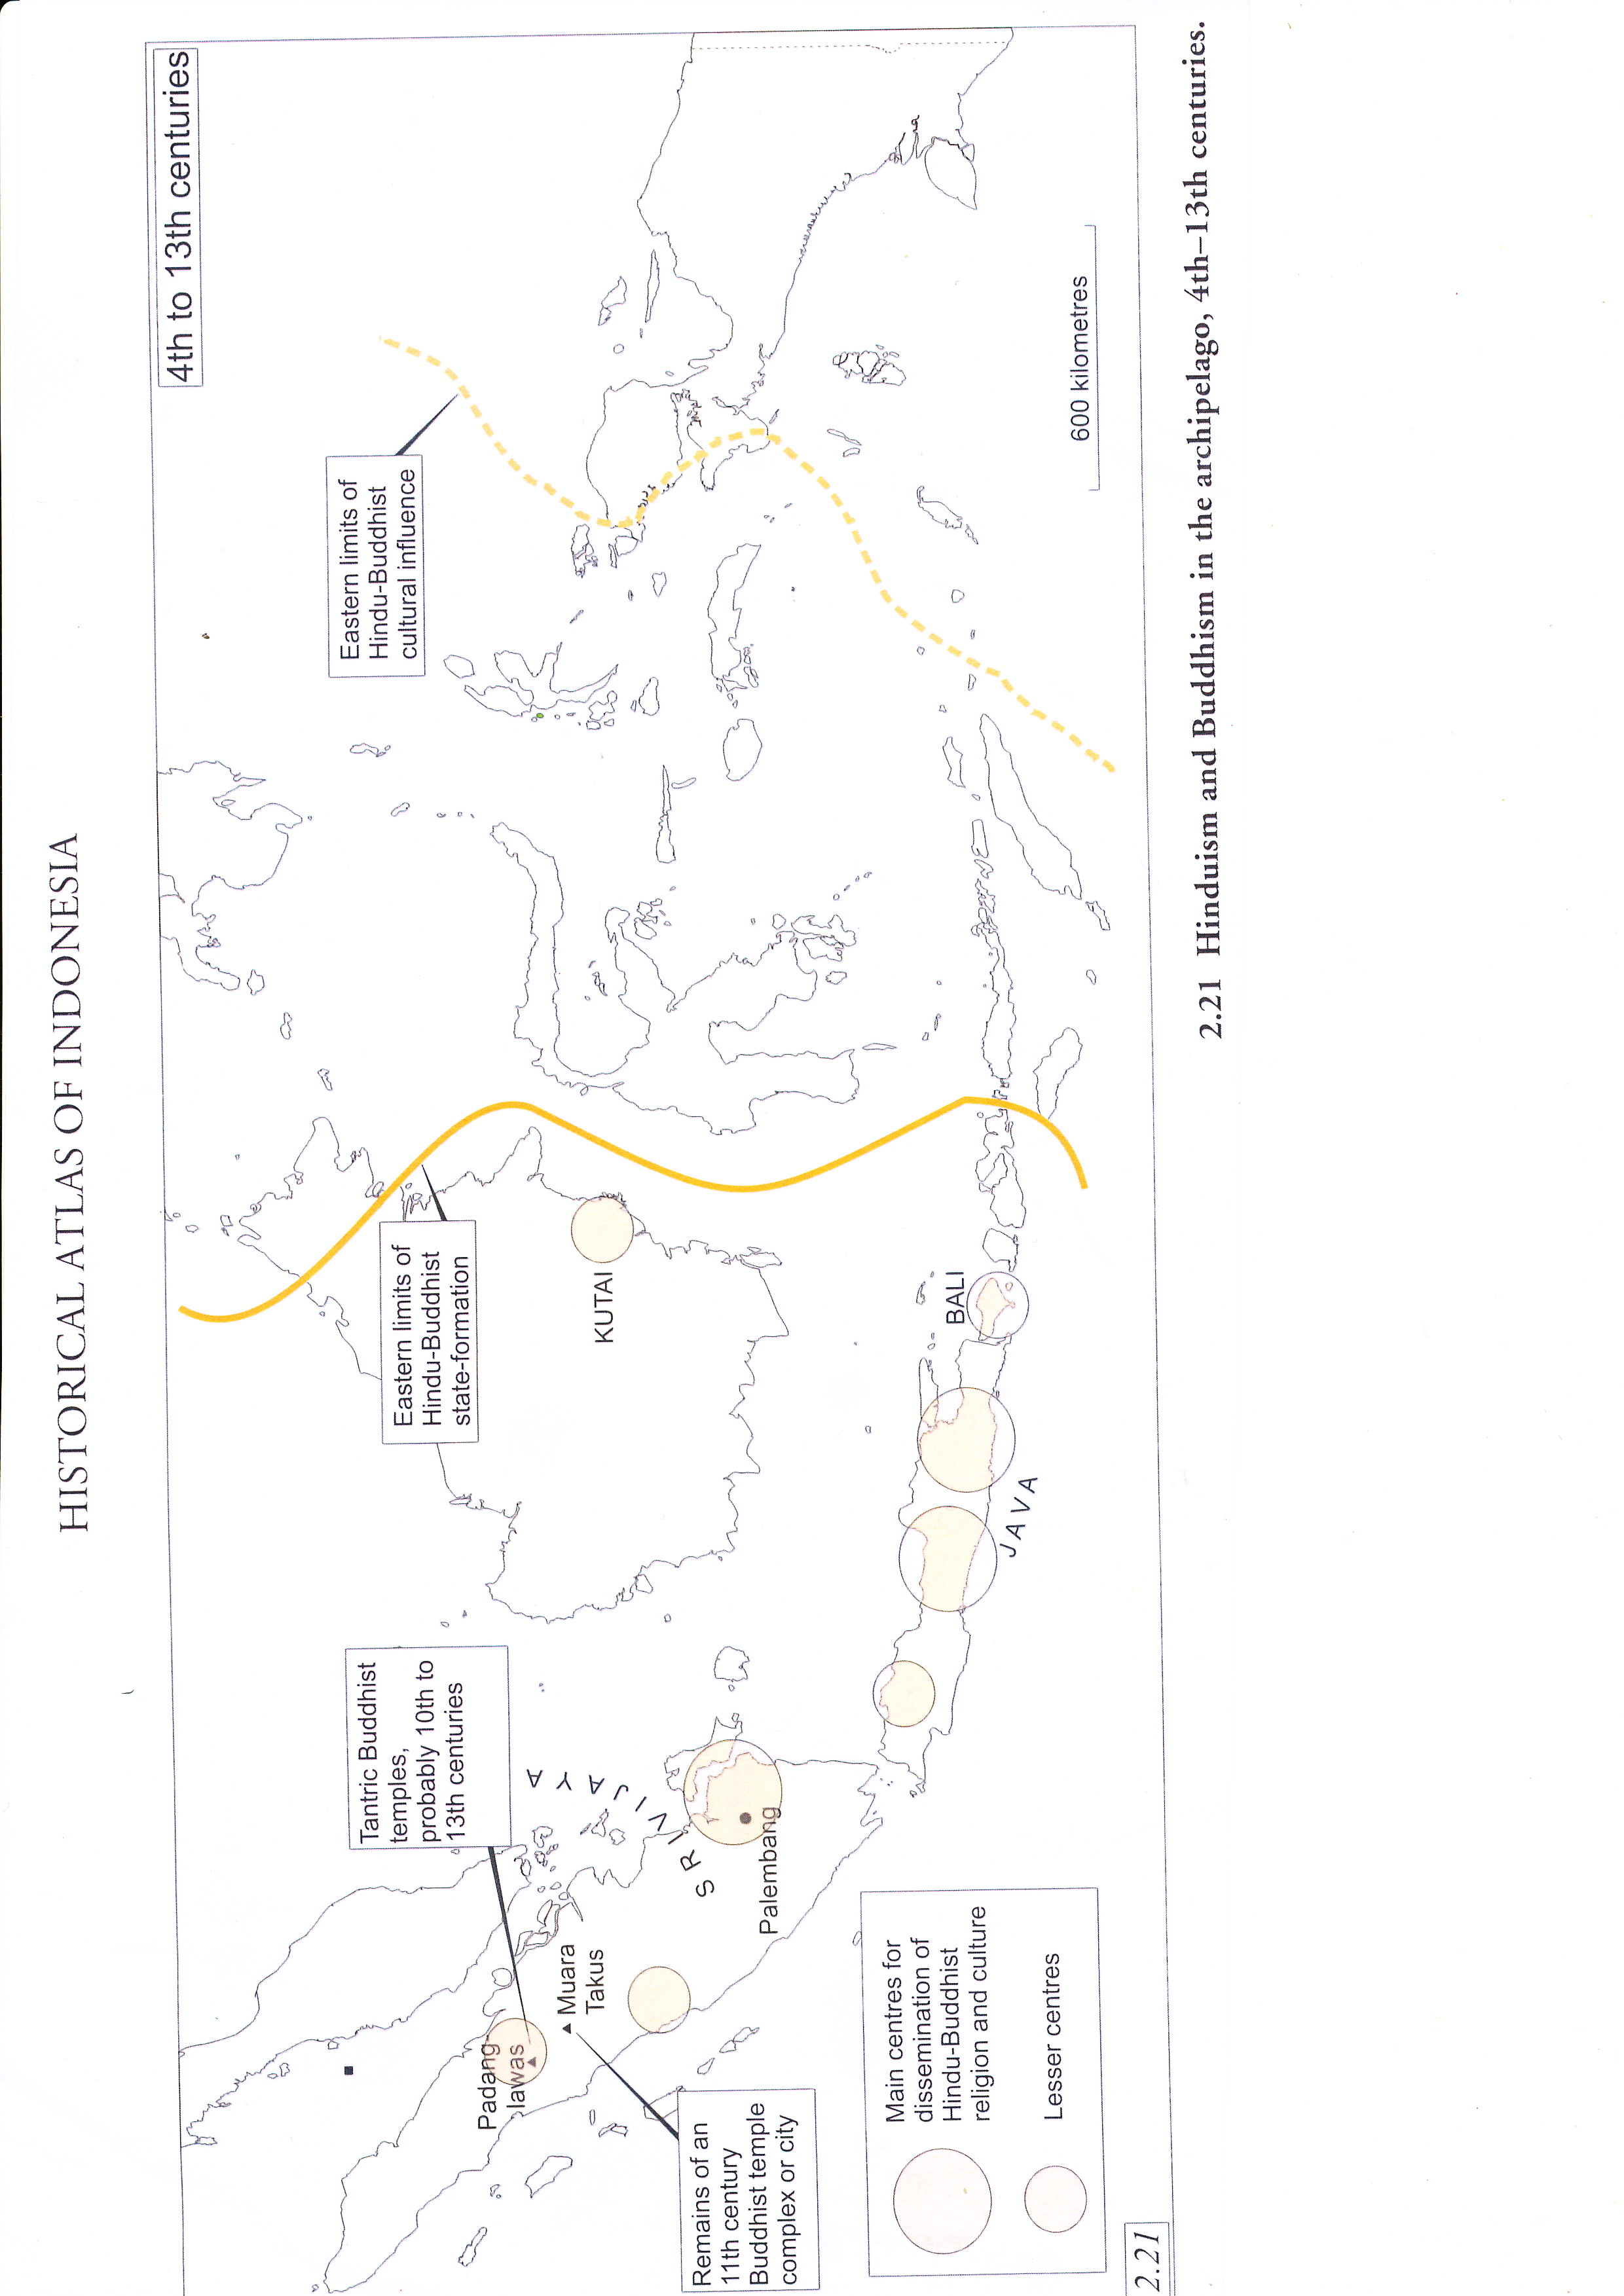 HISTORICAL ATLAS OF INDONESIA
4th to 13th centuries
Tantric Buddhist
temples,
probably 10th to
13th centuries
Eastern limits of
Hindu-Buddhist
state-formation
Eastern limits of
Hindu-Buddhist
cultural influence
Padang
lawas
Muara
Takus
SRIVIJAYA
Palembang
KUTAI
BALI
JAVA
Remains of an
11th century
Buddhist temple
complex or city
Main centres for
dissemination of
Hindu-Buddhist
religion and culture
Lesser centres
600 kilometres
2.21
2.21 Hinduism and Buddhism in the archipelago, 4th–13th centuries.